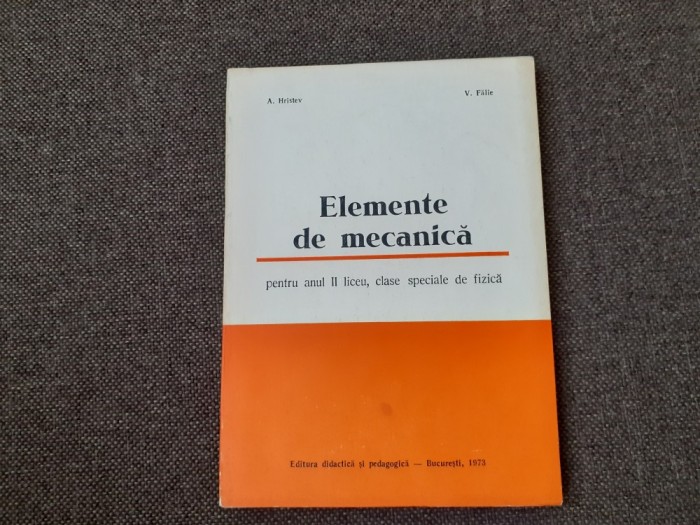 A. Hristev
V. Fălie
Elemente
de mecanică
pentru anul II liceu, clase speciale de fizică
Editura didactică și pedagogică — București, 1973